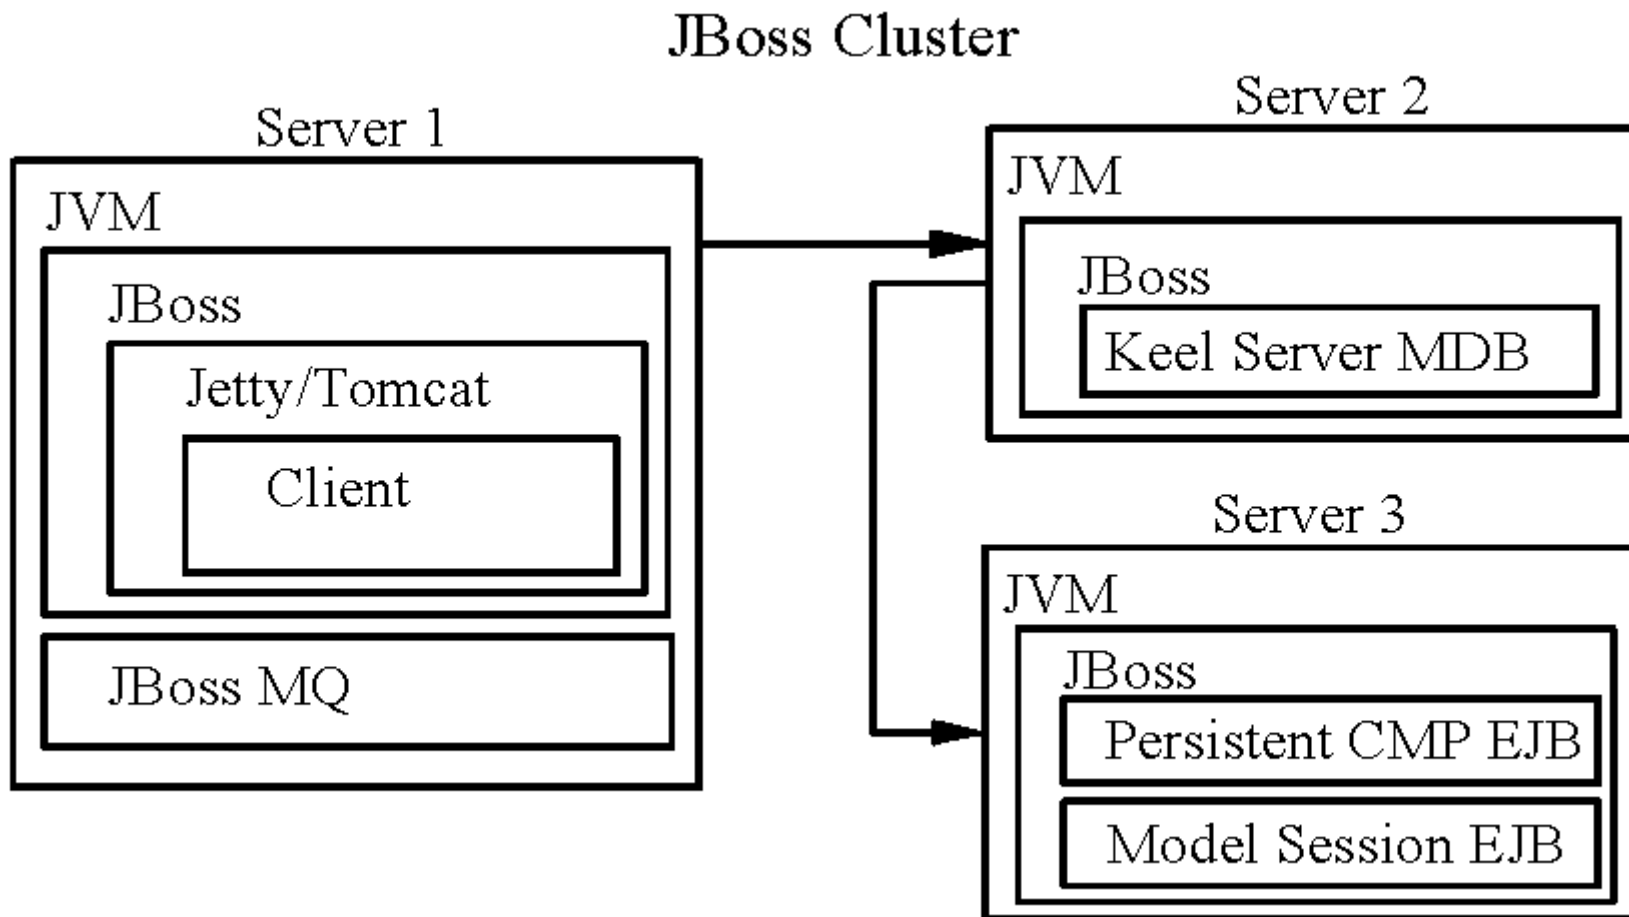 JBoss Cluster
Server 1
JVM
JBoss
Jetty/Tomcat
Client
JBoss MQ
Server 2
JVM
JBoss
Keel Server MDB
Server 3
JVM
JBoss
Persistent CMP EJB
Model Session EJB